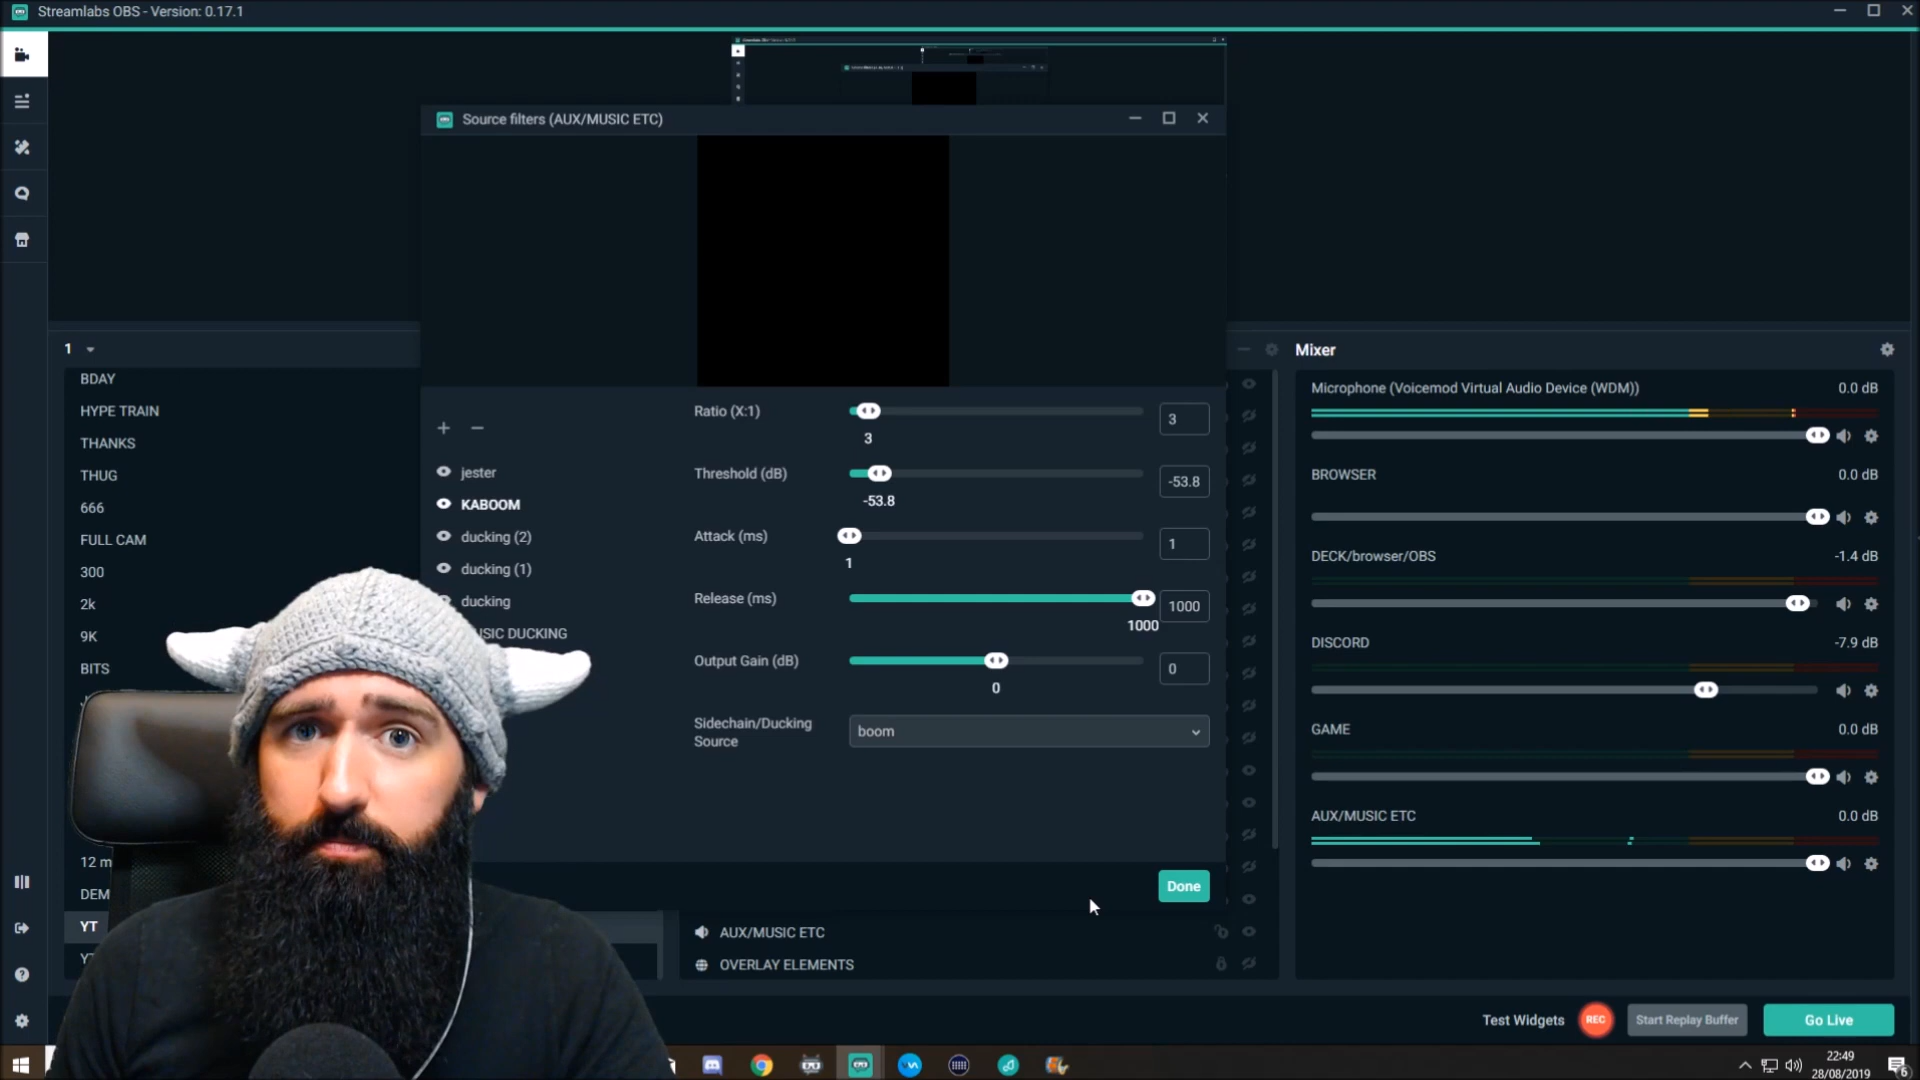 Streamlabs OBS - Version: 0.17.1
Source filters (AUX/MUSIC ETC)
1
BDAY
HYPE TRAIN
THANKS
THUG
666
FULL CAM
300
2k
9K
BITS
12 m
DEM
YT
jester
KABOOM
ducking (2)
ducking (1)
ducking
SIC DUCKING
Ratio (X:1)
3
3
Threshold (dB)
-53.8
-53.8
Attack (ms)
1
1
Release (ms)
1000
1000
Output Gain (dB)
0
0
Sidechain/Ducking
Source
boom
Done
AUX/MUSIC ETC
OVERLAY ELEMENTS
Mixer
Microphone (Voicemod Virtual Audio Device (WDM))
0.0 dB
BROWSER
0.0 dB
DECK/browser/OBS
-1.4 dB
DISCORD
-7.9 dB
GAME
0.0 dB
AUX/MUSIC ETC
0.0 dB
Test Widgets
REC
Start Replay Buffer
Go Live
22:49
28/08/2019
6